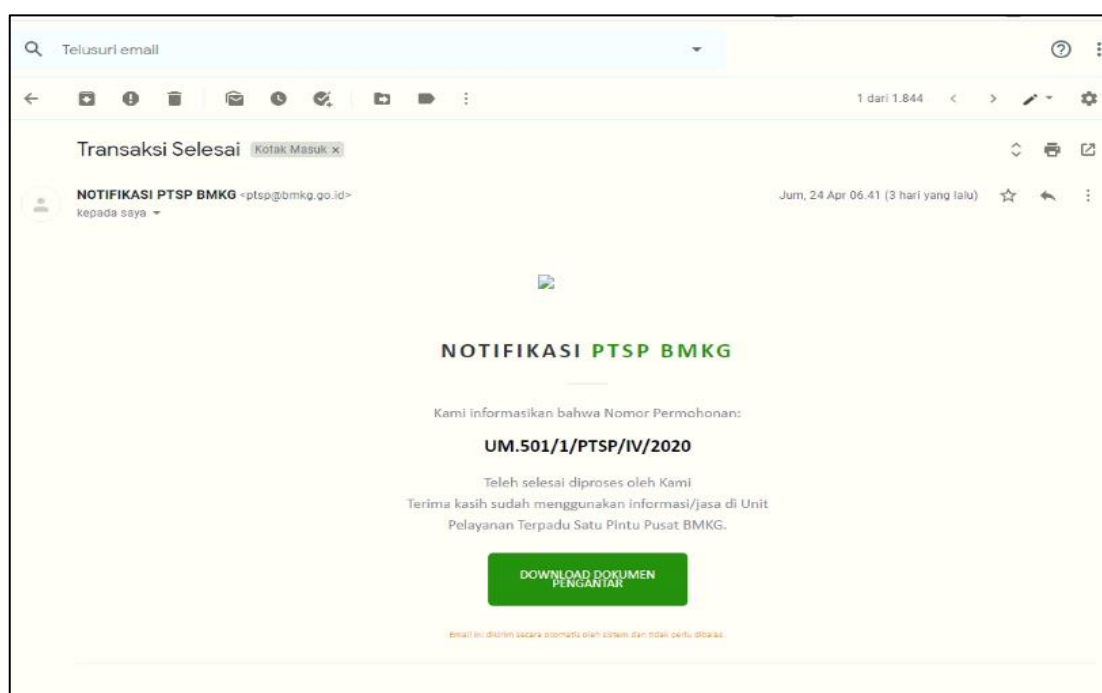 Telusuri email
1 dari 1.844
Transaksi Selesai Kotak Masuk x
NOTIFIKASI PTSP BMKG <ptsp@bmkg.go.id>
Jum, 24 Apr 06.41 (3 hari yang lalu)
kepada saya
NOTIFIKASI PTSP BMKG
Kami informasikan bahwa Nomor Permohonan:
UM.501/1/PTSP/IV/2020
Teleh selesai diproses oleh Kami
Terima kasih sudah menggunakan informasi/jasa di Unit
Pelayanan Terpadu Satu Pintu Pusat BMKG.
DOWNLOAD DOKUMEN
PENGANTAR
Email ini dikirim secara otomatis oleh sistem dan tidak perlu dibalas.